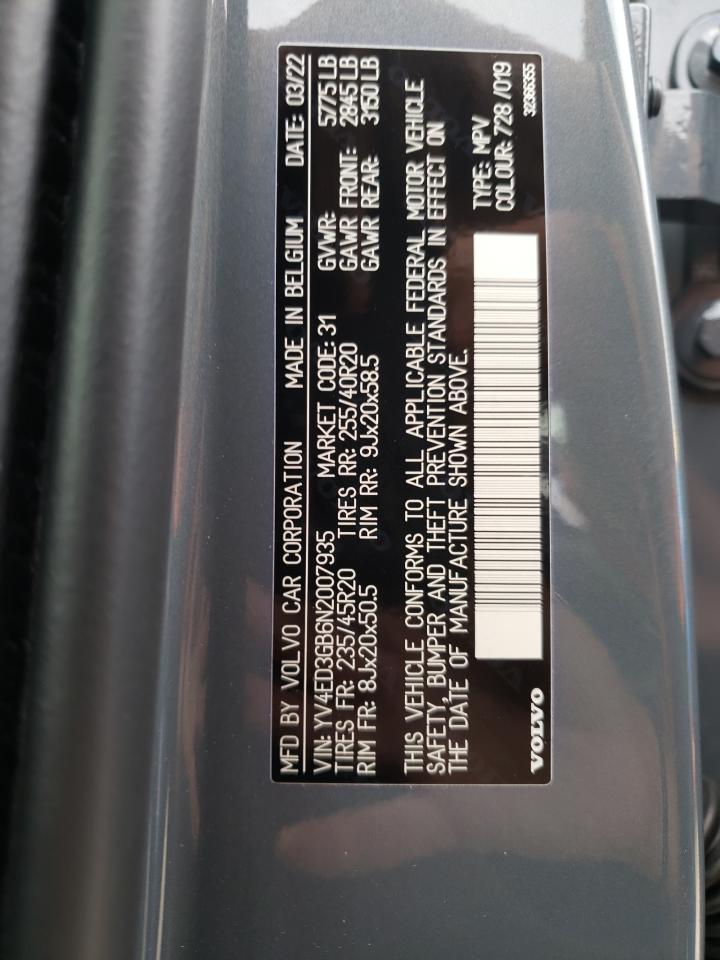 MFD BY VOLVO CAR CORPORATION MADE IN BELGIUM DATE: 03/22
VIN: YV4ED3GB6N2007935 MARKET CODE: 31 GVWR: 5775 LB
TIRES FR: 235/45R20 TIRES RR: 255/40R20 GAWR FRONT: 2845 LB
RIM FR: 8Jx20x50.5 RIM RR: 9Jx20x58.5 GAWR REAR: 3150 LB
THIS VEHICLE CONFORMS TO ALL APPLICABLE FEDERAL MOTOR VEHICLE
SAFETY, BUMPER AND THEFT PREVENTION STANDARDS IN EFFECT ON
THE DATE OF MANUFACTURE SHOWN ABOVE.
TYPE: MPV
COLOUR: 728 /019
VOLVO
32366365